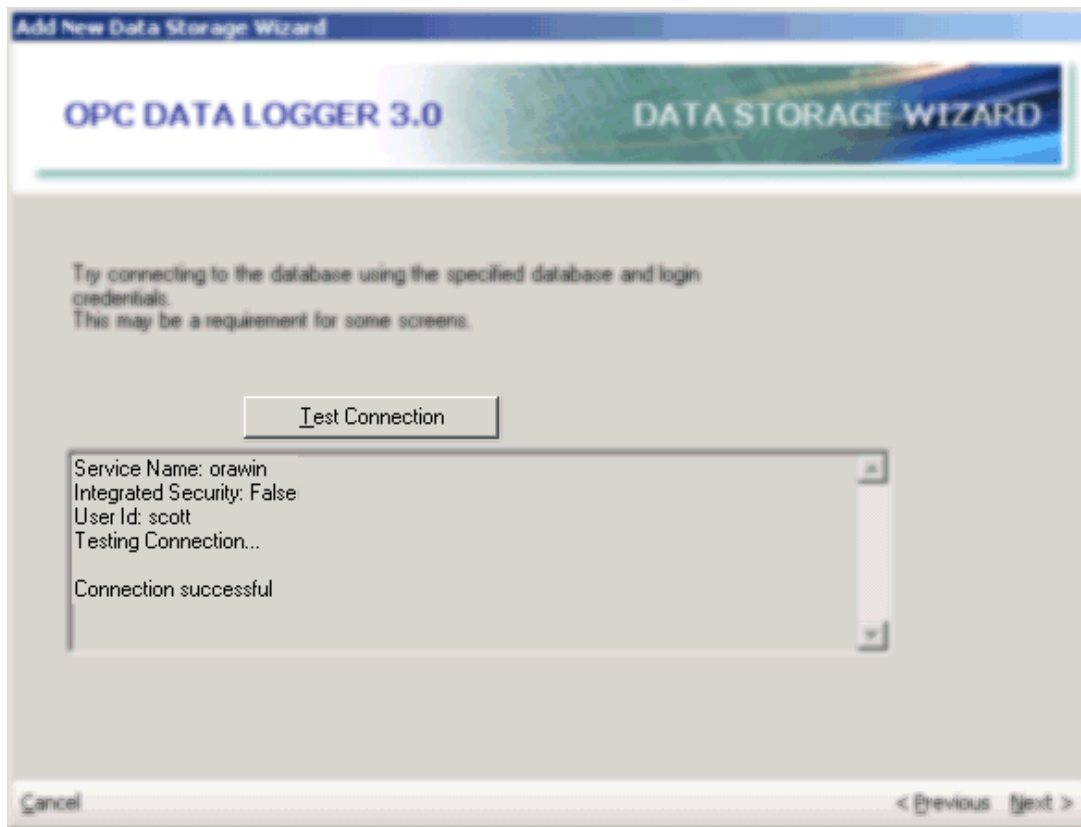 Add New Data Storage Wizard
OPC DATA LOGGER 3.0
DATA STORAGE WIZARD
Try connecting to the database using the specified database and login
credentials.
This may be a requirement for some screens.
Test Connection
Service Name: orawin
Integrated Security: False
User Id: scott
Testing Connection...
Connection successful
Cancel
< Previous Next >